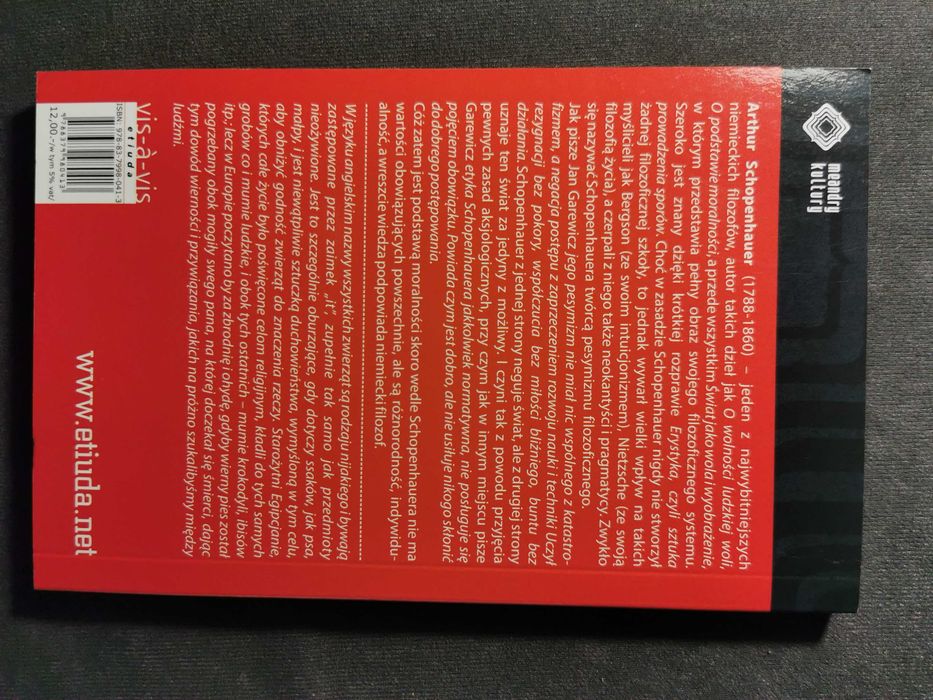 meandry
kultury
Arthur Schopenhauer (1788-1860) – jeden z najwybitniejszych
niemieckich filozofów, autor takich dzieł jak O wolności ludzkiej woli,
O podstawie moralności, a przede wszystkim Świat jako wola i wyobrażenie,
w którym przedstawia pełny obraz swojego filozoficznego systemu.
Szeroko jest znany dzięki krótkiej rozprawie Erystyka, czyli sztuka
prowadzenia sporów. Choć w zasadzie Schopenhauer nigdy nie stworzył
żadnej filozoficznej szkoły, to jednak wywarł wielki wpływ na takich
myślicieli jak Bergson (ze swoim intuicjonizmem), Nietzsche (ze swoją
filozofią życia), a czerpali z niego także neokantyści i pragmatycy. Zwykło
się nazywać Schopenhauera twórcą pesymizmu filozoficznego.
Jak pisze Jan Garewicz jego pesymizm nie miał nic wspólnego z katastro-
fizmem, a negacja postępu z zaprzeczeniem rozwoju nauki i techniki. Uczył
rezygnacji bez pokory, współczucia bez miłości bliźniego, buntu bez
działania. Schopenhauer z jednej strony neguje świat, ale z drugiej strony
uznaje ten świat za jedyny z możliwych. I czyni tak z powodu przyjęcia
pewnych zasad aksjologicznych, przy czym jak w innym miejscu pisze
Garewicz etyka Schopenhauera jakkolwiek normatywna, nie posługuje się
pojęciem obowiązku. Powiada czym jest dobro, ale nie usiłuje nikogo skłonić
do dobrego postępowania.
Cóż zatem jest podstawą moralności skoro wedle Schopenhauera nie ma
wartości obowiązujących powszechnie, ale są różnorodność, indywidu-
alność, a wreszcie wiedza podpowiada niemiecki filozof.
W języku angielskim nazwy wszystkich zwierząt są rodzaju nijakiego i bywają
zastępowane przez zaimek „it”, zupełnie tak samo jak przedmioty
nieożywione. Jest to szczególnie oburzające, gdy dotyczy ssaków, jak psa,
małpy. I jest niewątpliwie sztuczką duchowieństwa, wymyśloną w tym celu,
aby obniżyć godność zwierząt do znaczenia rzeczy. Starożytni Egipcjanie,
których całe życie było poświęcone celom religijnym, kładli do tych samych
grobów co i mumie ludzkie, i obok tych ostatnich – mumie krokodyli, ibisów
itp.: lecz w Europie poczytano by za zbrodnię i ohydę, gdyby wierny pies został
pogrzebany obok mogiły swego pana, na której doczekał się śmierci, dając
tym dowód wierności i przywiązania, jakich na próżno szukalibyśmy między
ludźmi.
Vis-à-vis
etiuda
www.etiuda.net
ISBN: 978-83-7998-041-3
9 788379 980413
12,00.-/w tym 5% vat/